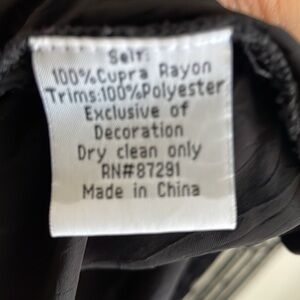 Self:
100%Cupra Rayon
Trims:100%Polyester
Exclusive of
Decoration
Dry clean only
RN#87291
Made in China